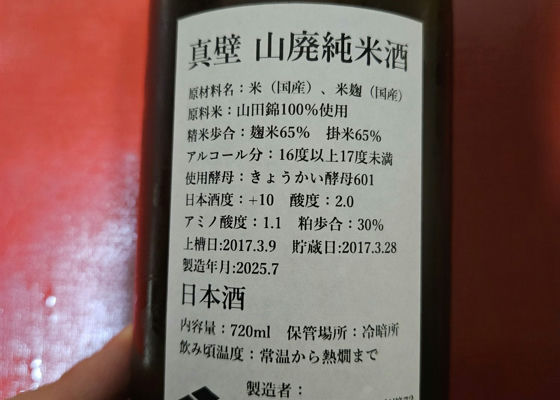 真壁 山廃純米酒
原材料名：米（国産）、米麹（国産）
原料米：山田錦100%使用
精米歩合：麹米65% 掛米65%
アルコール分：16度以上17度未満
使用酵母：きょうかい酵母601
日本酒度：+10 酸度：2.0
アミノ酸度：1.1 粕歩合：30%
上槽日:2017.3.9 貯蔵日:2017.3.28
製造年月:2025.7
日本酒
内容量：720ml 保管場所：冷暗所
飲み頃温度：常温から熱燗まで
製造者：